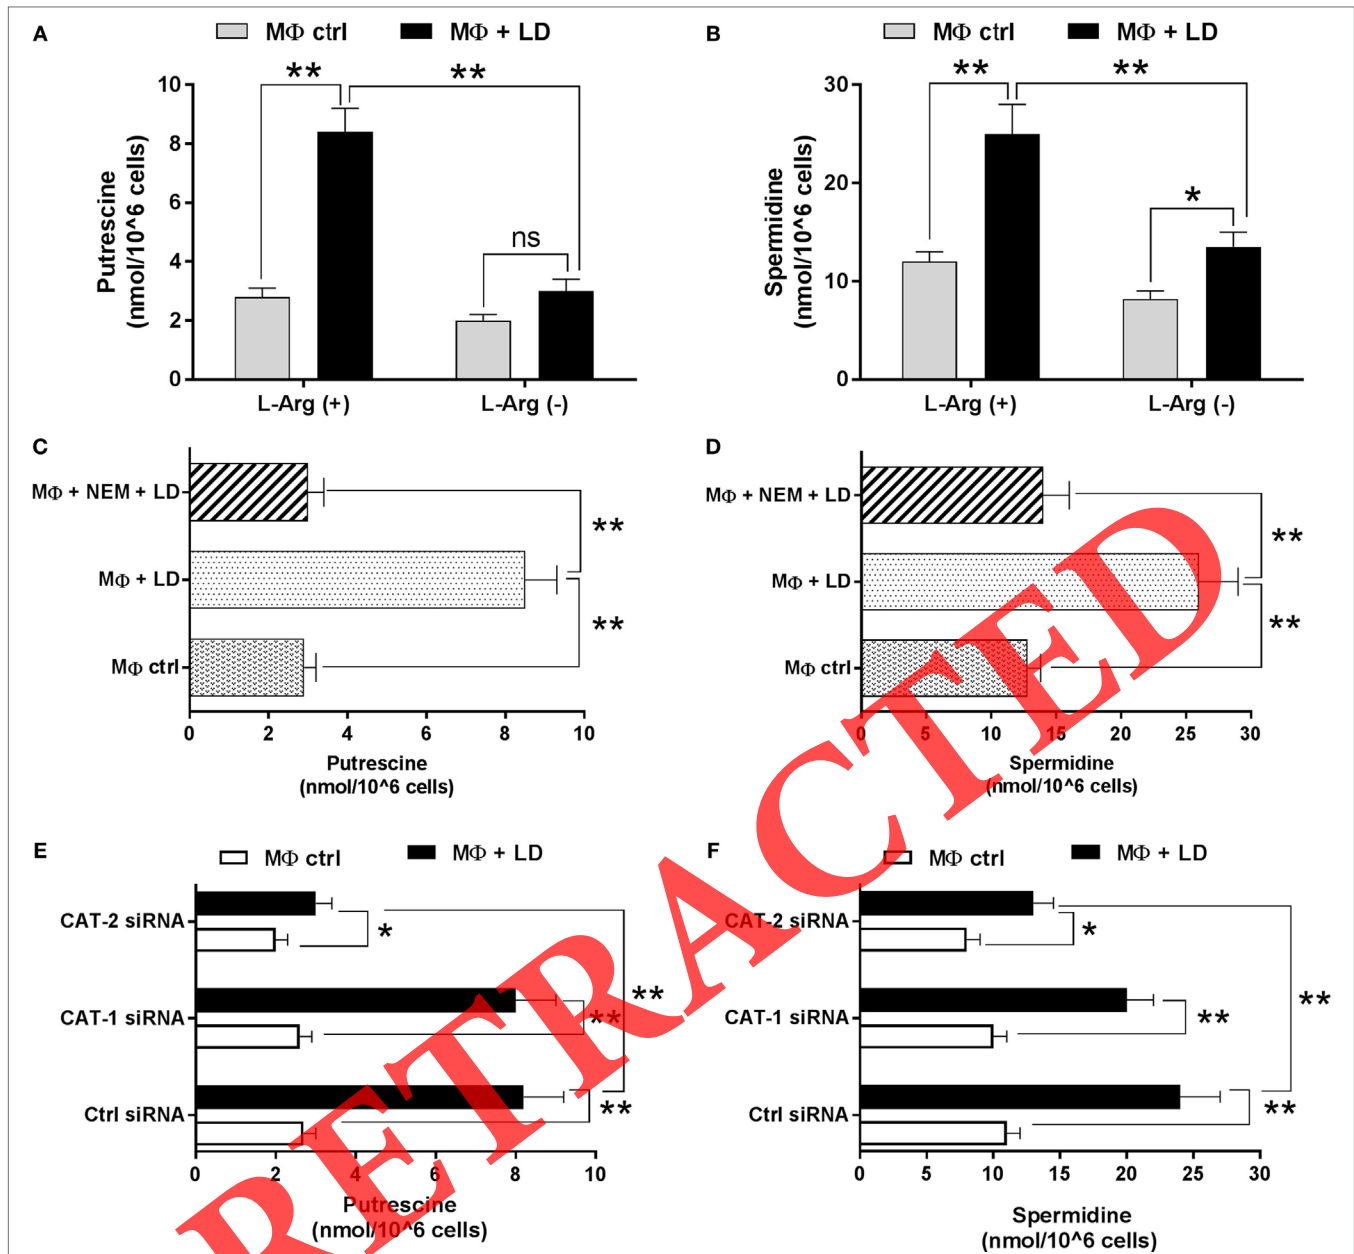 A
MΦ ctrl
MΦ + LD
**
**
10
8
6
4
2
0
Putrescine
(nmol/10^6 cells)
ns
L-Arg (+)
L-Arg (-)
B
MΦ ctrl
MΦ + LD
**
**
30
20
10
0
Spermidine
(nmol/10^6 cells)
*
L-Arg (+)
L-Arg (-)
C
MΦ + NEM + LD
MΦ + LD
MΦ ctrl
**
**
0 2 4 6 8 10
Putrescine
(nmol/10^6 cells)
D
MΦ + NEM + LD
MΦ + LD
MΦ ctrl
**
**
0 5 10 15 20 25 30
Spermidine
(nmol/10^6 cells)
E
MΦ ctrl
MΦ + LD
CAT-2 siRNA
CAT-1 siRNA
Ctrl siRNA
*
**
**
**
0 2 4 6 8 10
Putrescine
(nmol/10^6 cells)
F
MΦ ctrl
MΦ + LD
CAT-2 siRNA
CAT-1 siRNA
Ctrl siRNA
*
**
**
**
0 5 10 15 20 25 30
Spermidine
(nmol/10^6 cells)
RETRACTED